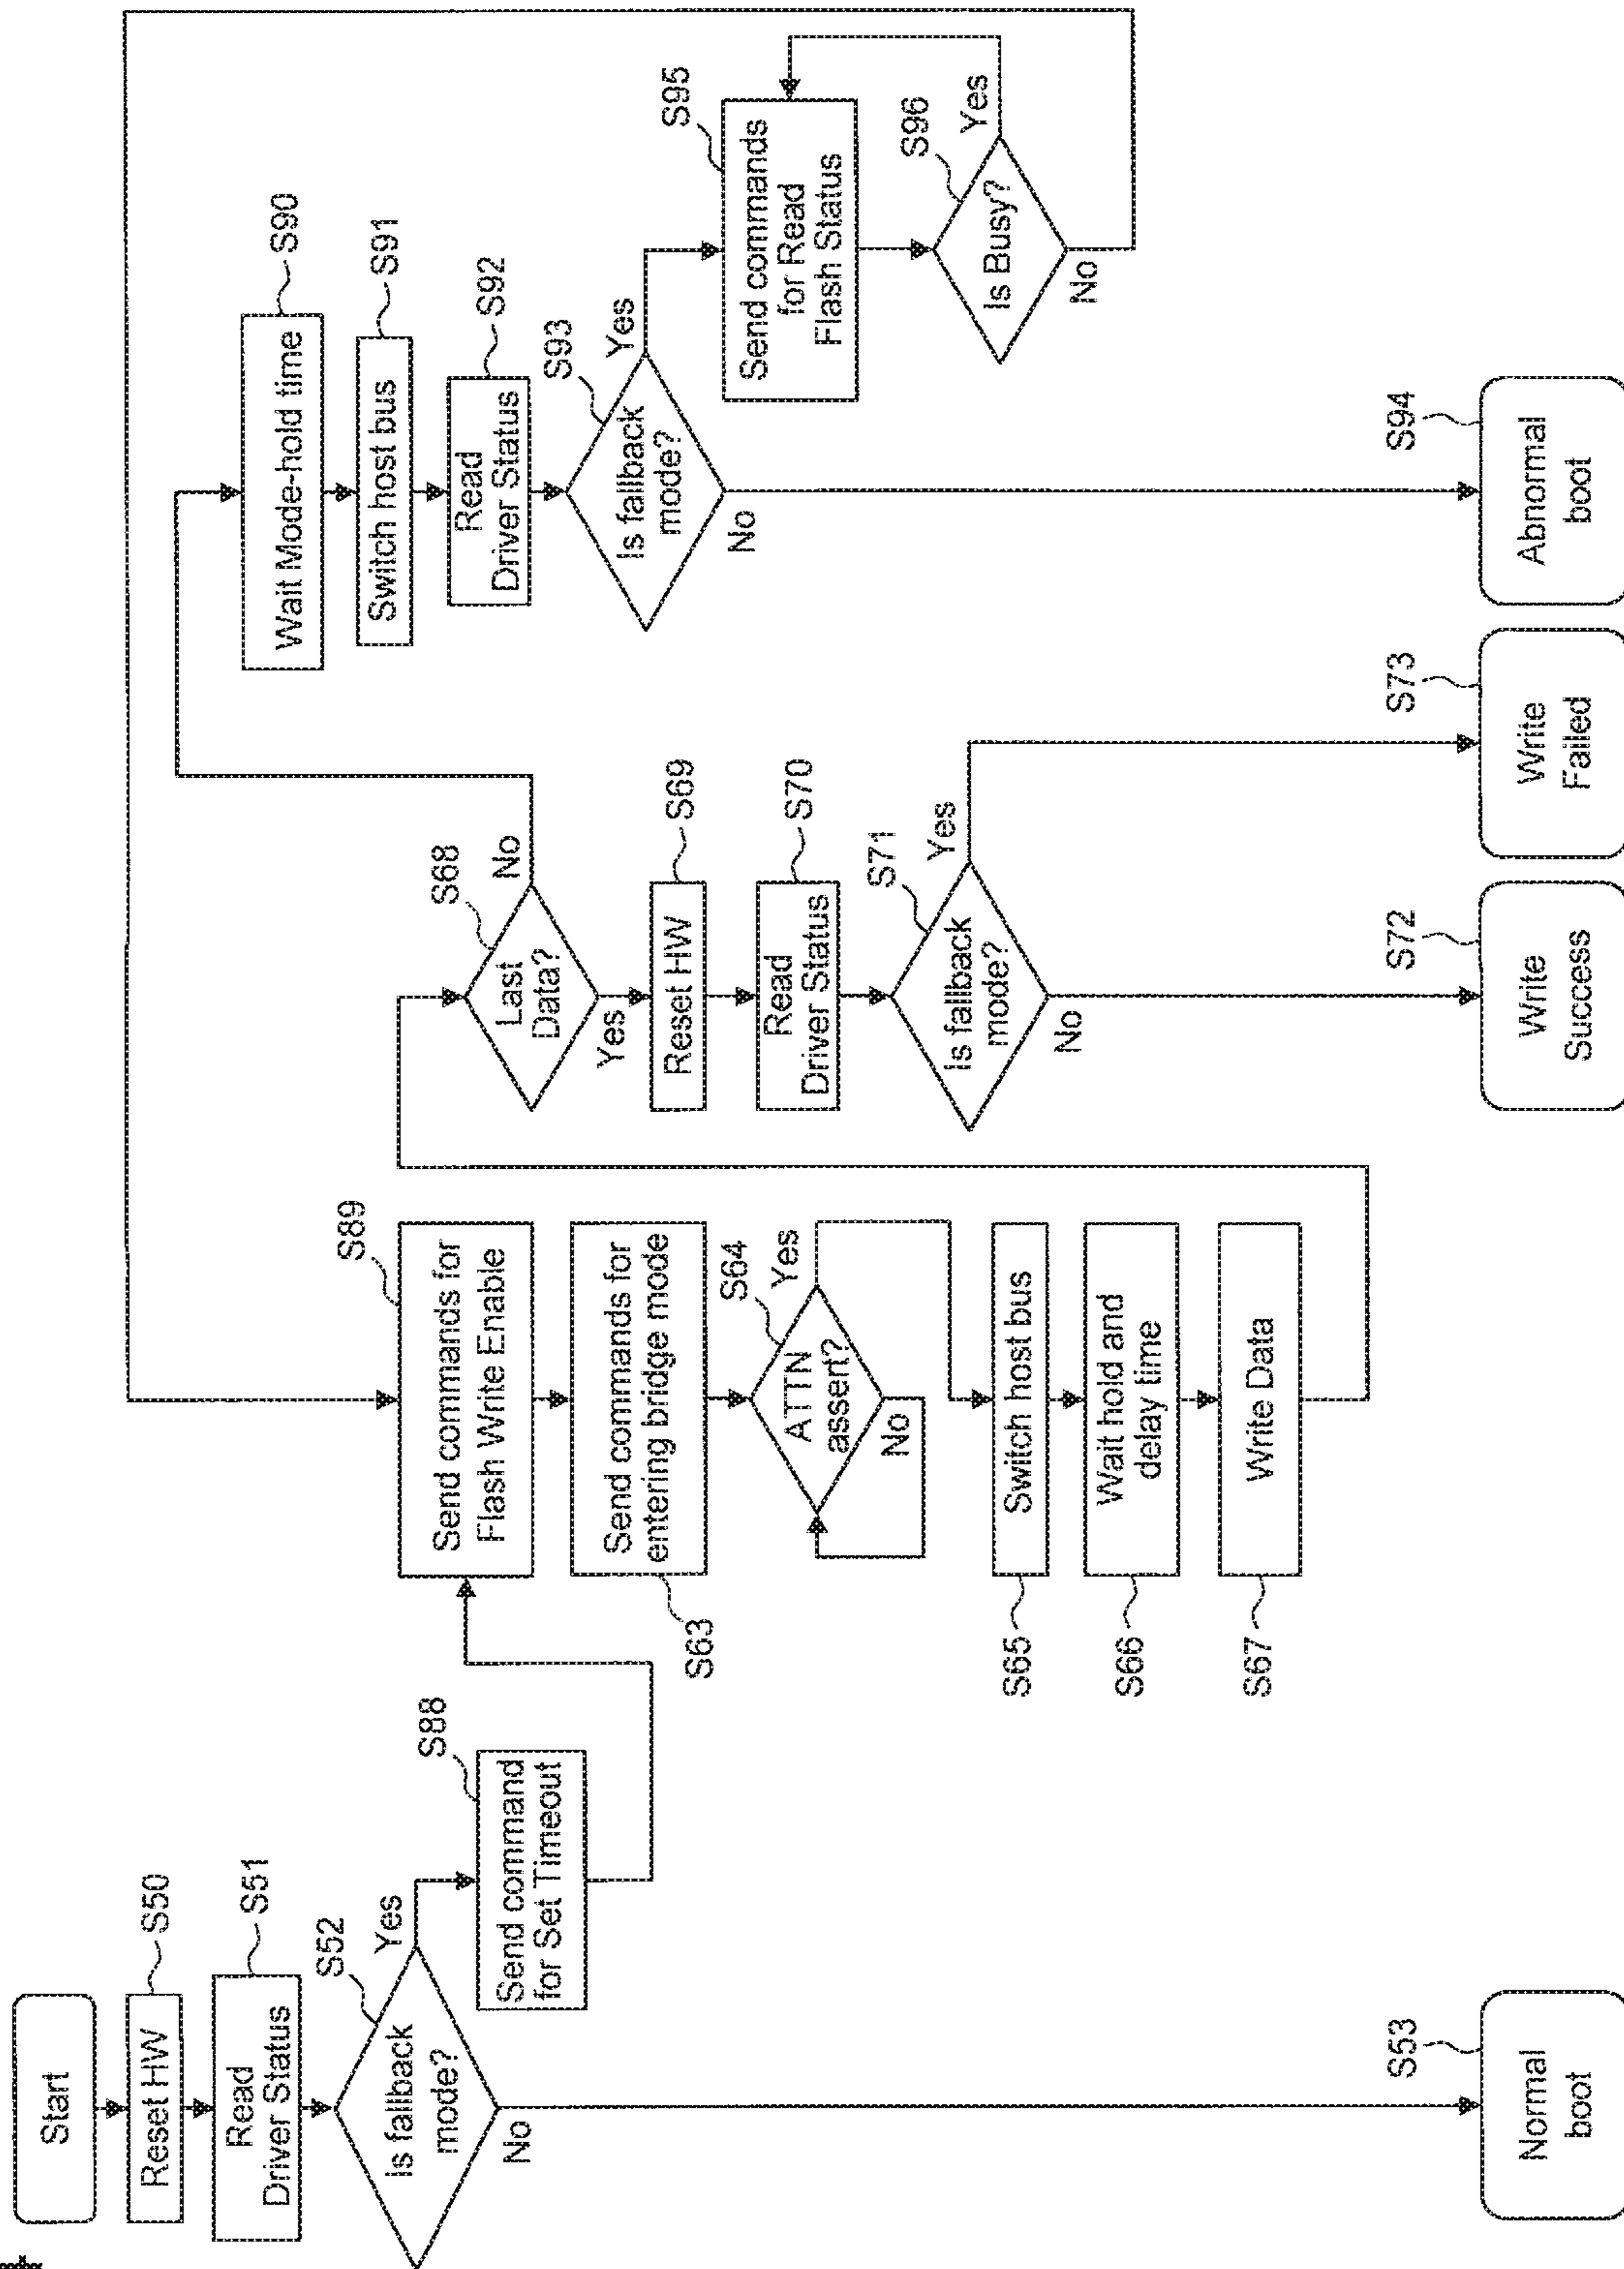 Start
Reset HW
S50
Read
Driver Status
S51
Is fallback
mode?
S52
Yes
No
Send command
for Set Timeout
S88
Normal
boot
S53
Send commands for
Flash Write Enable
S89
Send commands for
entering bridge mode
S63
ATTN
assert?
S64
Yes
No
Switch host bus
S65
Wait hold and
delay time
S66
Write Data
S67
Last
Data?
S68
No
Yes
Reset HW
S69
Read
Driver Status
S70
Is fallback
mode?
S71
Yes
No
Write
Success
S72
Write
Failed
S73
Wait Mode-hold time
S90
Switch host bus
S91
Read
Driver Status
S92
Is fallback
mode?
S93
Yes
No
Send commands
for Read
Flash Status
S95
Is Busy?
S96
Yes
No
Abnormal
boot
S94